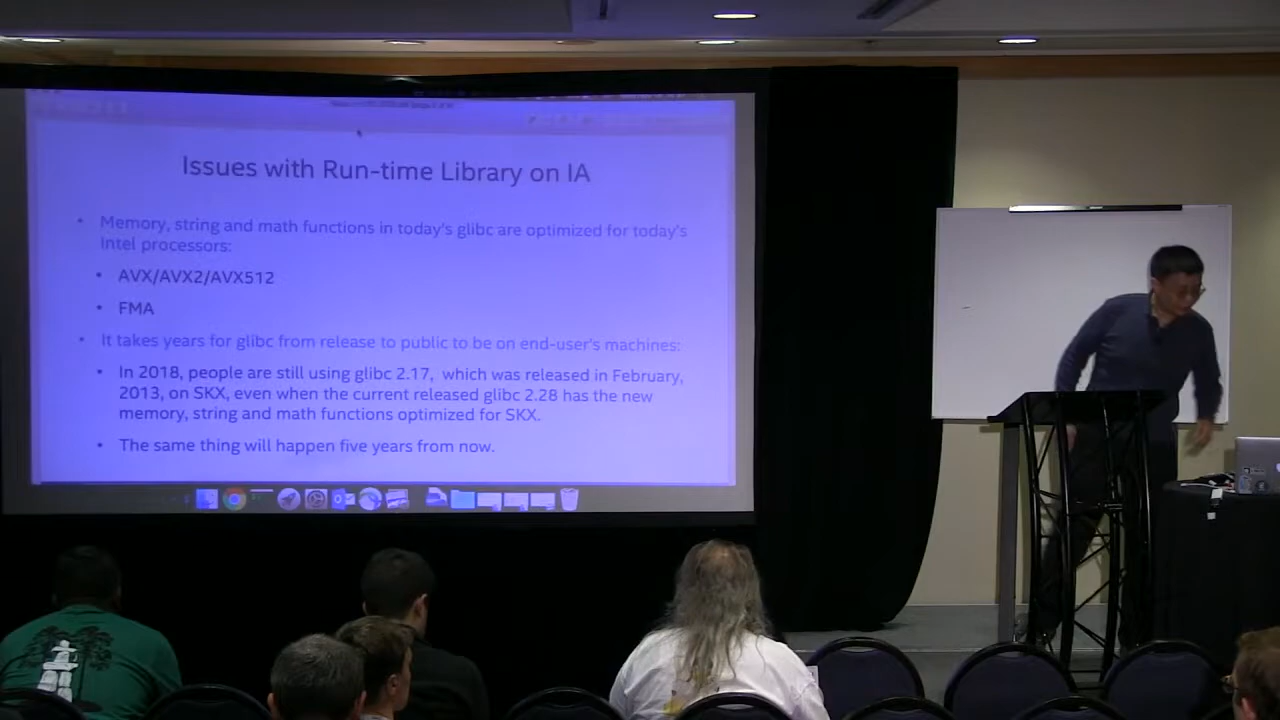 Issues with Run-time Library on IA
• Memory, string and math functions in today's glibc are optimized for today's
Intel processors:
• AVX/AVX2/AVX512
• FMA
• It takes years for glibc from release to public to be on end-user's machines:
• In 2018, people are still using glibc 2.17, which was released in February,
2013, on SKX, even when the current released glibc 2.28 has the new
memory, string and math functions optimized for SKX.
• The same thing will happen five years from now.